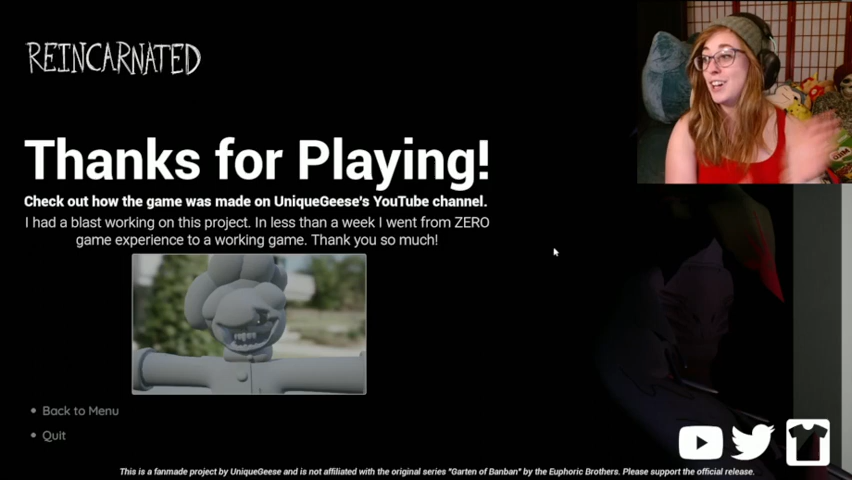 REINCARNATED
Thanks for Playing!
Check out how the game was made on UniqueGeese's YouTube channel.
I had a blast working on this project. In less than a week I went from ZERO
game experience to a working game. Thank you so much!
Back to Menu
Quit
This is a fanmade project by UniqueGeese and is not affiliated with the original series "Garten of Banban" by the Euphoric Brothers. Please support the official release.